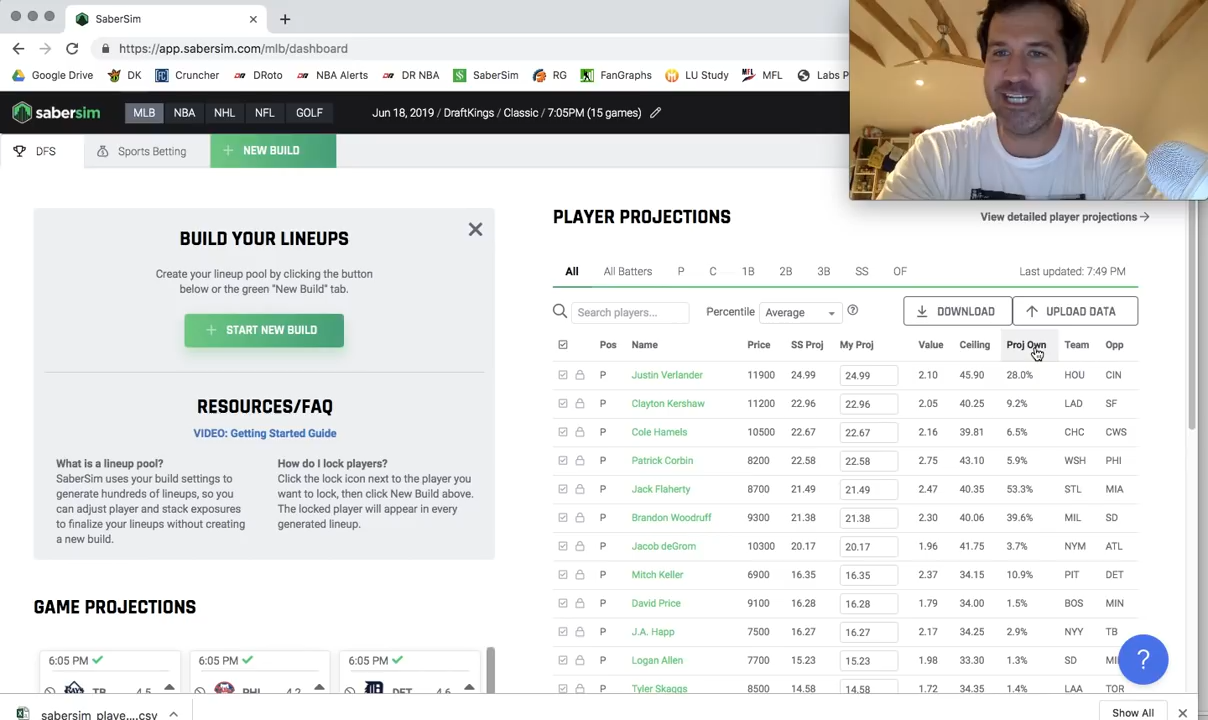 SaberSim
https://app.sabersim.com/mlb/dashboard
Google Drive DK Cruncher DRoto NBA Alerts DR NBA SaberSim RG FanGraphs LU Study MFL Labs P
sabersim MLB NBA NHL NFL GOLF Jun 18, 2019 / DraftKings / Classic / 7:05PM (15 games)
DFS Sports Betting + NEW BUILD
BUILD YOUR LINEUPS
Create your lineup pool by clicking the button
below or the green "New Build" tab.
+ START NEW BUILD
RESOURCES/FAQ
VIDEO: Getting Started Guide
What is a lineup pool?
SaberSim uses your build settings to
generate hundreds of lineups, so you
can adjust player and stack exposures
to finalize your lineups without creating
a new build.
How do I lock players?
Click the lock icon next to the player you
want to lock, then click New Build above.
The locked player will appear in every
generated lineup.
GAME PROJECTIONS
6:05 PM 6:05 PM 6:05 PM
TB 4.5 PHI 4.2 DET 4.6
PLAYER PROJECTIONS
View detailed player projections
All All Batters P C 1B 2B 3B SS OF Last updated: 7:49 PM
Search players... Percentile Average DOWNLOAD UPLOAD DATA
Pos Name Price SS Proj My Proj Value Ceiling Proj Own Team Opp
P Justin Verlander 11900 24.99 24.99 2.10 45.90 28.0% HOU CIN
P Clayton Kershaw 11200 22.96 22.96 2.05 40.25 9.2% LAD SF
P Cole Hamels 10500 22.67 22.67 2.16 39.81 6.5% CHC CWS
P Patrick Corbin 8200 22.58 22.58 2.75 43.10 5.9% WSH PHI
P Jack Flaherty 8700 21.49 21.49 2.47 40.35 53.3% STL MIA
P Brandon Woodruff 9300 21.38 21.38 2.30 40.06 39.6% MIL SD
P Jacob deGrom 10300 20.17 20.17 1.96 41.75 3.7% NYM ATL
P Mitch Keller 6900 16.35 16.35 2.37 34.15 10.9% PIT DET
P David Price 9100 16.28 16.28 1.79 34.00 1.5% BOS MIN
P J.A. Happ 7500 16.27 16.27 2.17 34.25 2.9% NYY TB
P Logan Allen 7700 15.23 15.23 1.98 33.30 1.3% SD MI
P Tyler Skaggs 8500 14.58 14.58 1.72 34.35 1.4% LAA TOR
?
sabersim_playe....csv Show All